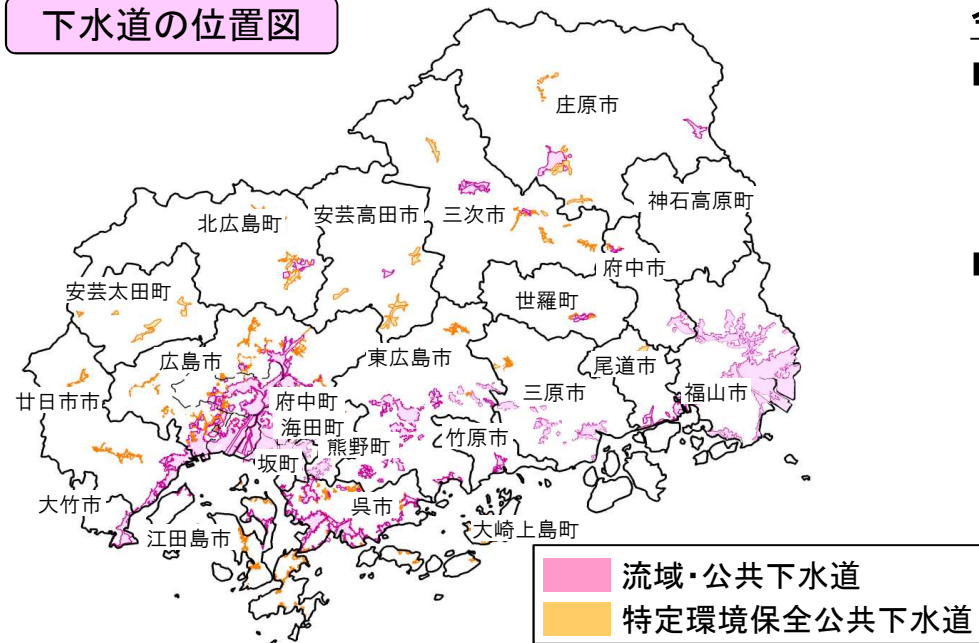 下水道の位置図
庄原市
神石高原町
北広島町
安芸高田市
三次市
府中市
安芸太田町
世羅町
広島市
東広島市
尾道市
廿日市市
府中町
三原市
福山市
海田町
熊野町
竹原市
坂町
大竹市
呉市
江田島市
大崎上島町
流域・公共下水道
特定環境保全公共下水道